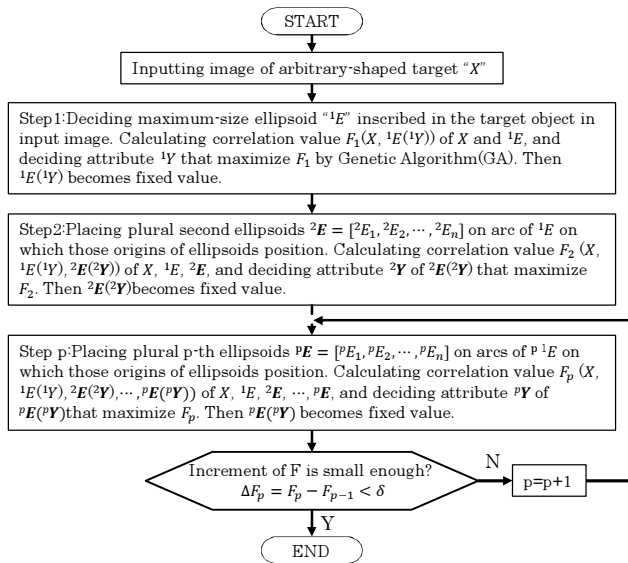 START
Inputting image of arbitrary-shaped target “X”
Step1:Deciding maximum-size ellipsoid “¹E” inscribed in the target object in
input image. Calculating correlation value F₁(X, ¹E(¹Y)) of X and ¹E, and
deciding attribute ¹Y that maximize F₁ by Genetic Algorithm(GA). Then
¹E(¹Y) becomes fixed value.
Step2:Placing plural second ellipsoids ²E = [²E₁, ²E₂, ⋯, ²Eₙ] on arc of ¹E on
which those origins of ellipsoids position. Calculating correlation value F₂ (X,
¹E(¹Y), ²E(²Y)) of X, ¹E, ²E, and deciding attribute ²Y of ²E(²Y) that maximize
F₂. Then ²E(²Y)becomes fixed value.
Step p:Placing plural p-th ellipsoids ᵖE = [ᵖE₁, ᵖE₂, ⋯, ᵖEₙ] on arcs of ᵖ ¹E on
which those origins of ellipsoids position. Calculating correlation value Fₚ (X,
¹E(¹Y), ²E(²Y), ⋯, ᵖE(ᵖY)) of X, ¹E, ²E, ⋯, ᵖE, and deciding attribute ᵖY of
ᵖE(ᵖY)that maximize Fₚ. Then ᵖE(ᵖY) becomes fixed value.
Increment of F is small enough?
ΔFₚ = Fₚ − Fₚ₋₁ < δ
N
p=p+1
Y
END